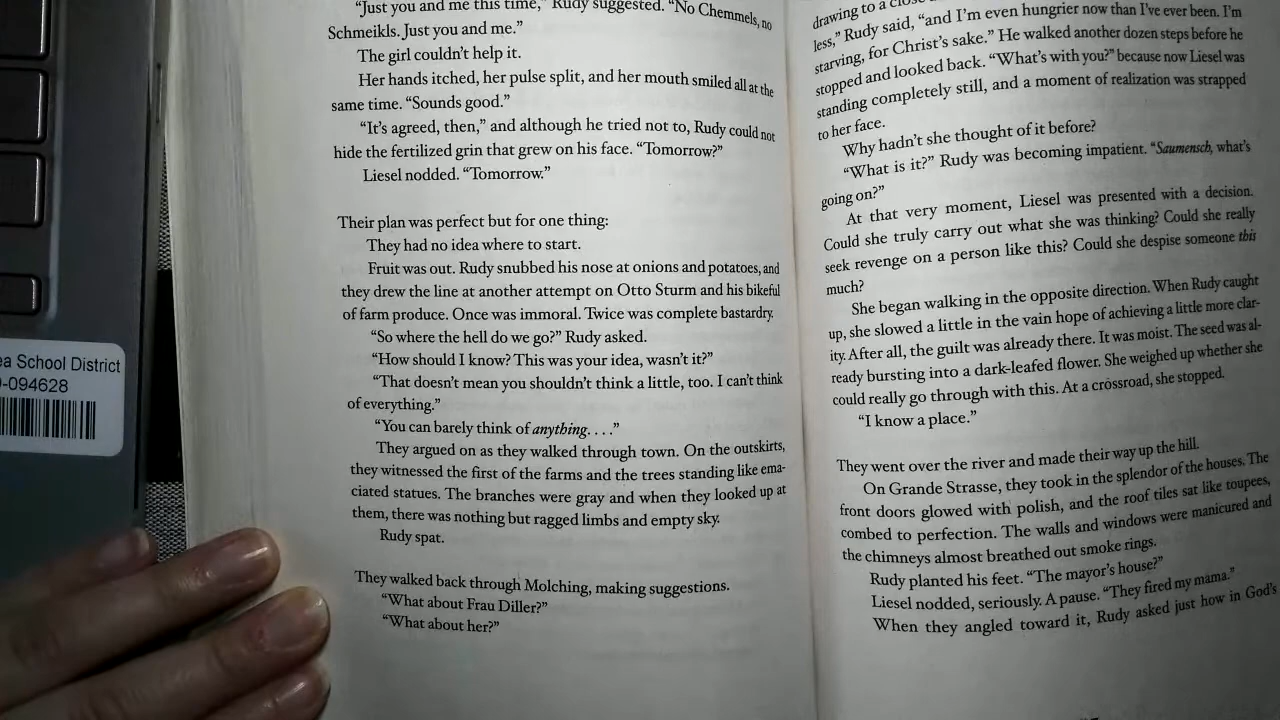 ea School District
-094628
"Just you and me this time," Rudy suggested. "No Chemmels, no
Schmeikls. Just you and me."
The girl couldn't help it.
Her hands itched, her pulse split, and her mouth smiled all at the
same time. "Sounds good."
"It's agreed, then," and although he tried not to, Rudy could not
hide the fertilized grin that grew on his face. "Tomorrow?"
Liesel nodded. "Tomorrow."
Their plan was perfect but for one thing:
They had no idea where to start.
Fruit was out. Rudy snubbed his nose at onions and potatoes, and
they drew the line at another attempt on Otto Sturm and his bikeful
of farm produce. Once was immoral. Twice was complete bastardry.
"So where the hell do we go?" Rudy asked.
"How should I know? This was your idea, wasn't it?"
"That doesn't mean you shouldn't think a little, too. I can't think
of everything."
"You can barely think of anything. . . ."
They argued on as they walked through town. On the outskirts,
they witnessed the first of the farms and the trees standing like ema-
ciated statues. The branches were gray and when they looked up at
them, there was nothing but ragged limbs and empty sky.
Rudy spat.
They walked back through Molching, making suggestions.
"What about Frau Diller?"
"What about her?"
drawing to a close
less," Rudy said, "and I'm even hungrier now than I've ever been. I'm
starving, for Christ's sake." He walked another dozen steps before he
stopped and looked back. "What's with you?" because now Liesel was
standing completely still, and a moment of realization was strapped
to her face.
Why hadn't she thought of it before?
"What is it?" Rudy was becoming impatient. "Saumensch, what's
going on?"
At that very moment, Liesel was presented with a decision.
Could she truly carry out what she was thinking? Could she really
seek revenge on a person like this? Could she despise someone this
much?
She began walking in the opposite direction. When Rudy caught
up, she slowed a little in the vain hope of achieving a little more clar-
ity. After all, the guilt was already there. It was moist. The seed was al-
ready bursting into a dark-leafed flower. She weighed up whether she
could really go through with this. At a crossroad, she stopped.
"I know a place."
They went over the river and made their way up the hill.
On Grande Strasse, they took in the splendor of the houses. The
front doors glowed with polish, and the roof tiles sat like toupees,
combed to perfection. The walls and windows were manicured and
the chimneys almost breathed out smoke rings.
Rudy planted his feet. "The mayor's house?"
Liesel nodded, seriously. A pause. "They fired my mama."
When they angled toward it, Rudy asked just how in God's